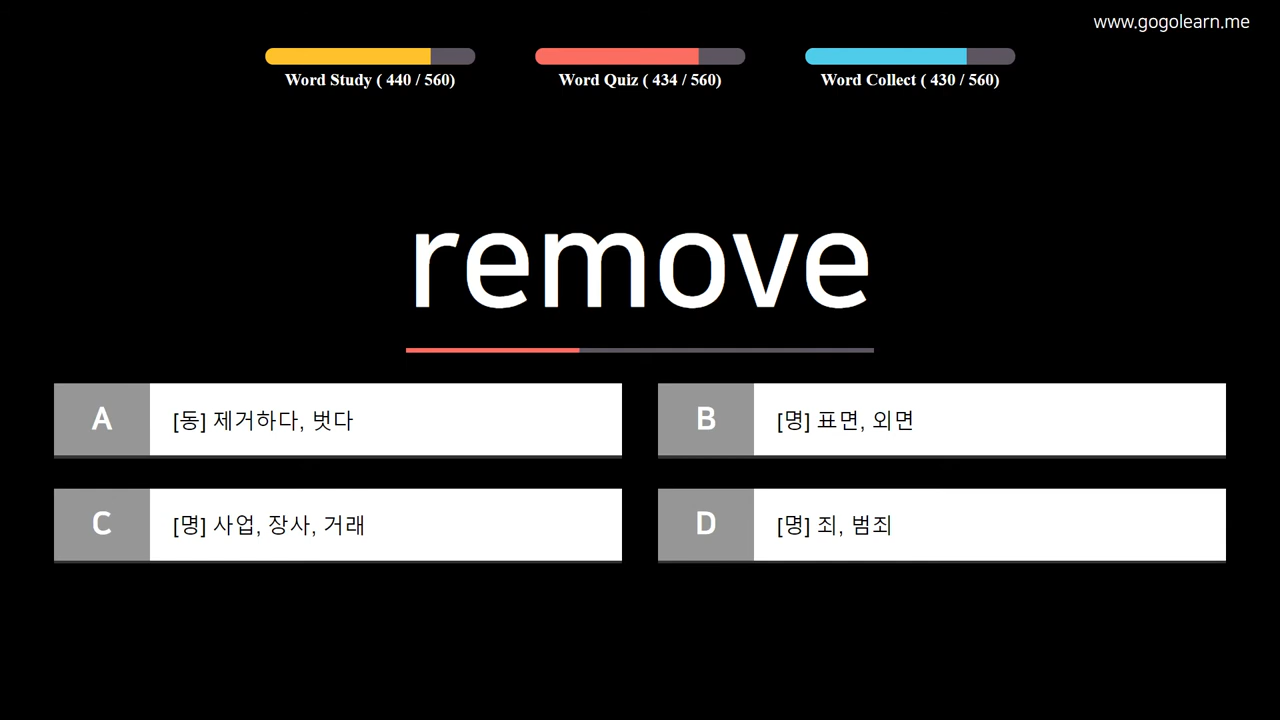 www.gogolearn.me
Word Study ( 440 / 560)
Word Quiz ( 434 / 560)
Word Collect ( 430 / 560)
remove
A [동] 제거하다, 벗다
B [명] 표면, 외면
C [명] 사업, 장사, 거래
D [명] 죄, 범죄